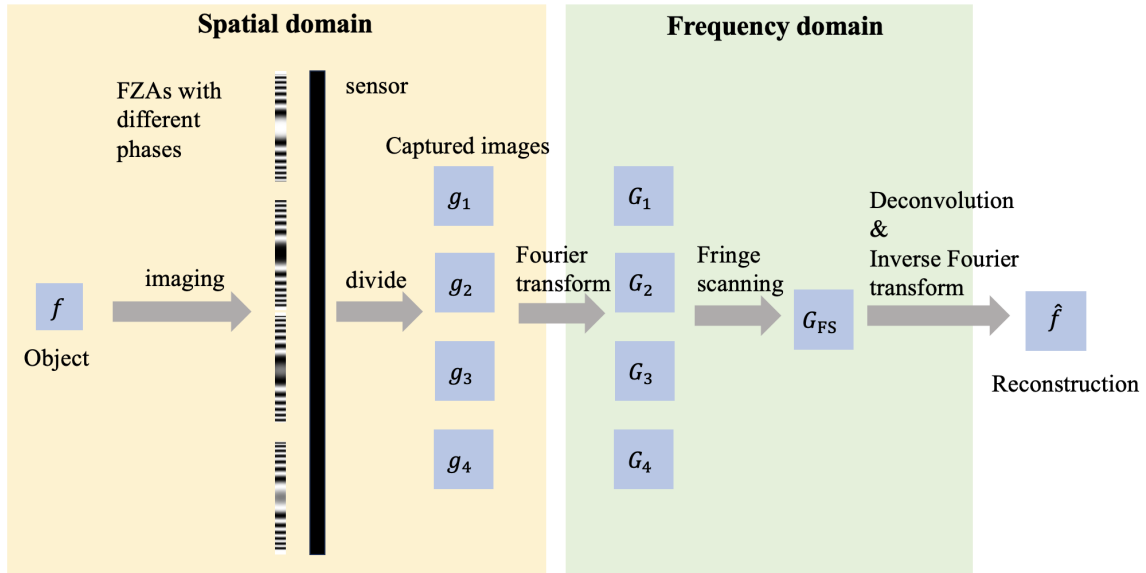 Spatial domain
Frequency domain
FZAs with
different
phases
sensor
Captured images
g₁
g₂
g₃
g₄
imaging
divide
f
Object
Fourier
transform
G₁
G₂
G₃
G₄
Fringe
scanning
G_FS
Deconvolution
&
Inverse Fourier
transform
f̂
Reconstruction